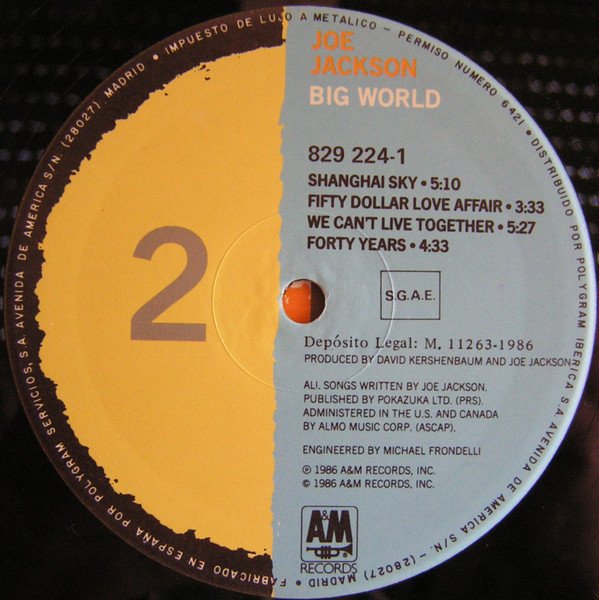 JOE
JACKSON
BIG WORLD
829 224-1
SHANGHAI SKY • 5:10
FIFTY DOLLAR LOVE AFFAIR • 3:33
WE CAN'T LIVE TOGETHER • 5:27
FORTY YEARS • 4:33
2
S.G.A.E.
Depósito Legal: M. 11263-1986
PRODUCED BY DAVID KERSHENBAUM AND JOE JACKSON
ALL SONGS WRITTEN BY JOE JACKSON.
PUBLISHED BY POKAZUKA LTD. (PRS).
ADMINISTERED IN THE U.S. AND CANADA
BY ALMO MUSIC CORP. (ASCAP).
ENGINEERED BY MICHAEL FRONDELLI
℗ 1986 A&M RECORDS, INC.
© 1986 A&M RECORDS, INC.
A&M
RECORDS
• FABRICADO EN ESPAÑA POR POLYGRAM SERVICIOS, S.A. AVENIDA DE AMERICA S/N. (28027) MADRID • IMPUESTO DE LUJO A METALICO – PERMISO NUMERO 6421 • DISTRIBUIDO POR POLYGRAM IBERICA S.A. AVENIDA DE AMERICA, S/N. – (28027) MADRID